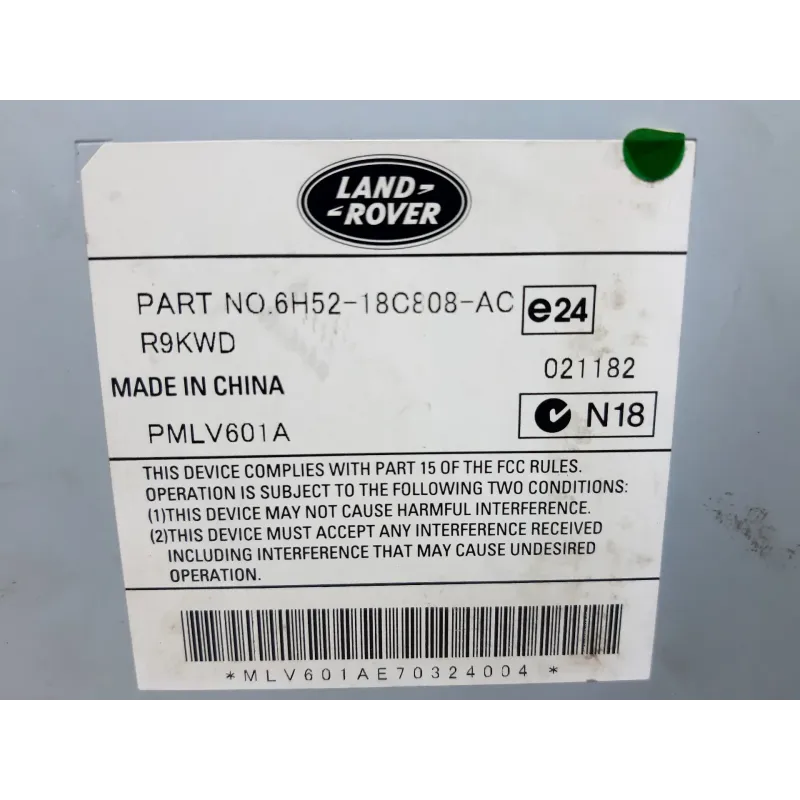 LAND-
-ROVER
PART NO.6H52-18C808-AC
e24
R9KWD
021182
MADE IN CHINA
N18
PMLV601A
THIS DEVICE COMPLIES WITH PART 15 OF THE FCC RULES.
OPERATION IS SUBJECT TO THE FOLLOWING TWO CONDITIONS:
(1)THIS DEVICE MAY NOT CAUSE HARMFUL INTERFERENCE.
(2)THIS DEVICE MUST ACCEPT ANY INTERFERENCE RECEIVED
INCLUDING INTERFERENCE THAT MAY CAUSE UNDESIRED
OPERATION.
*MLV601AE70324004*